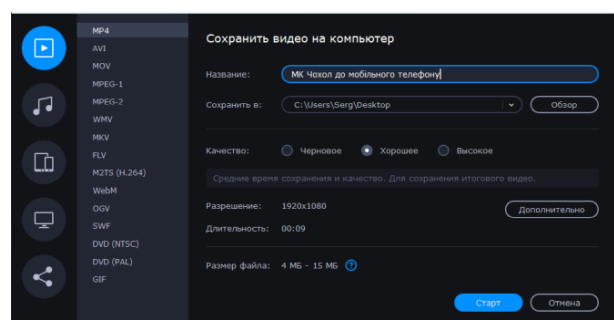 MP4
AVI
MOV
MPEG-1
MPEG-2
WMV
MKV
FLV
M2TS (H.264)
WebM
OGV
SWF
DVD (NTSC)
DVD (PAL)
GIF
Сохранить видео на компьютер
Название: МК Чохол до мобільного телефону
Сохранить в: C:\Users\Serg\Desktop Обзор
Качество: Черновое Хорошее Высокое
Средние время сохранения и качество. Для сохранения итогового видео.
Разрешение: 1920x1080 Дополнительно
Длительность: 00:09
Размер файла: 4 МБ - 15 МБ ?
Старт Отмена